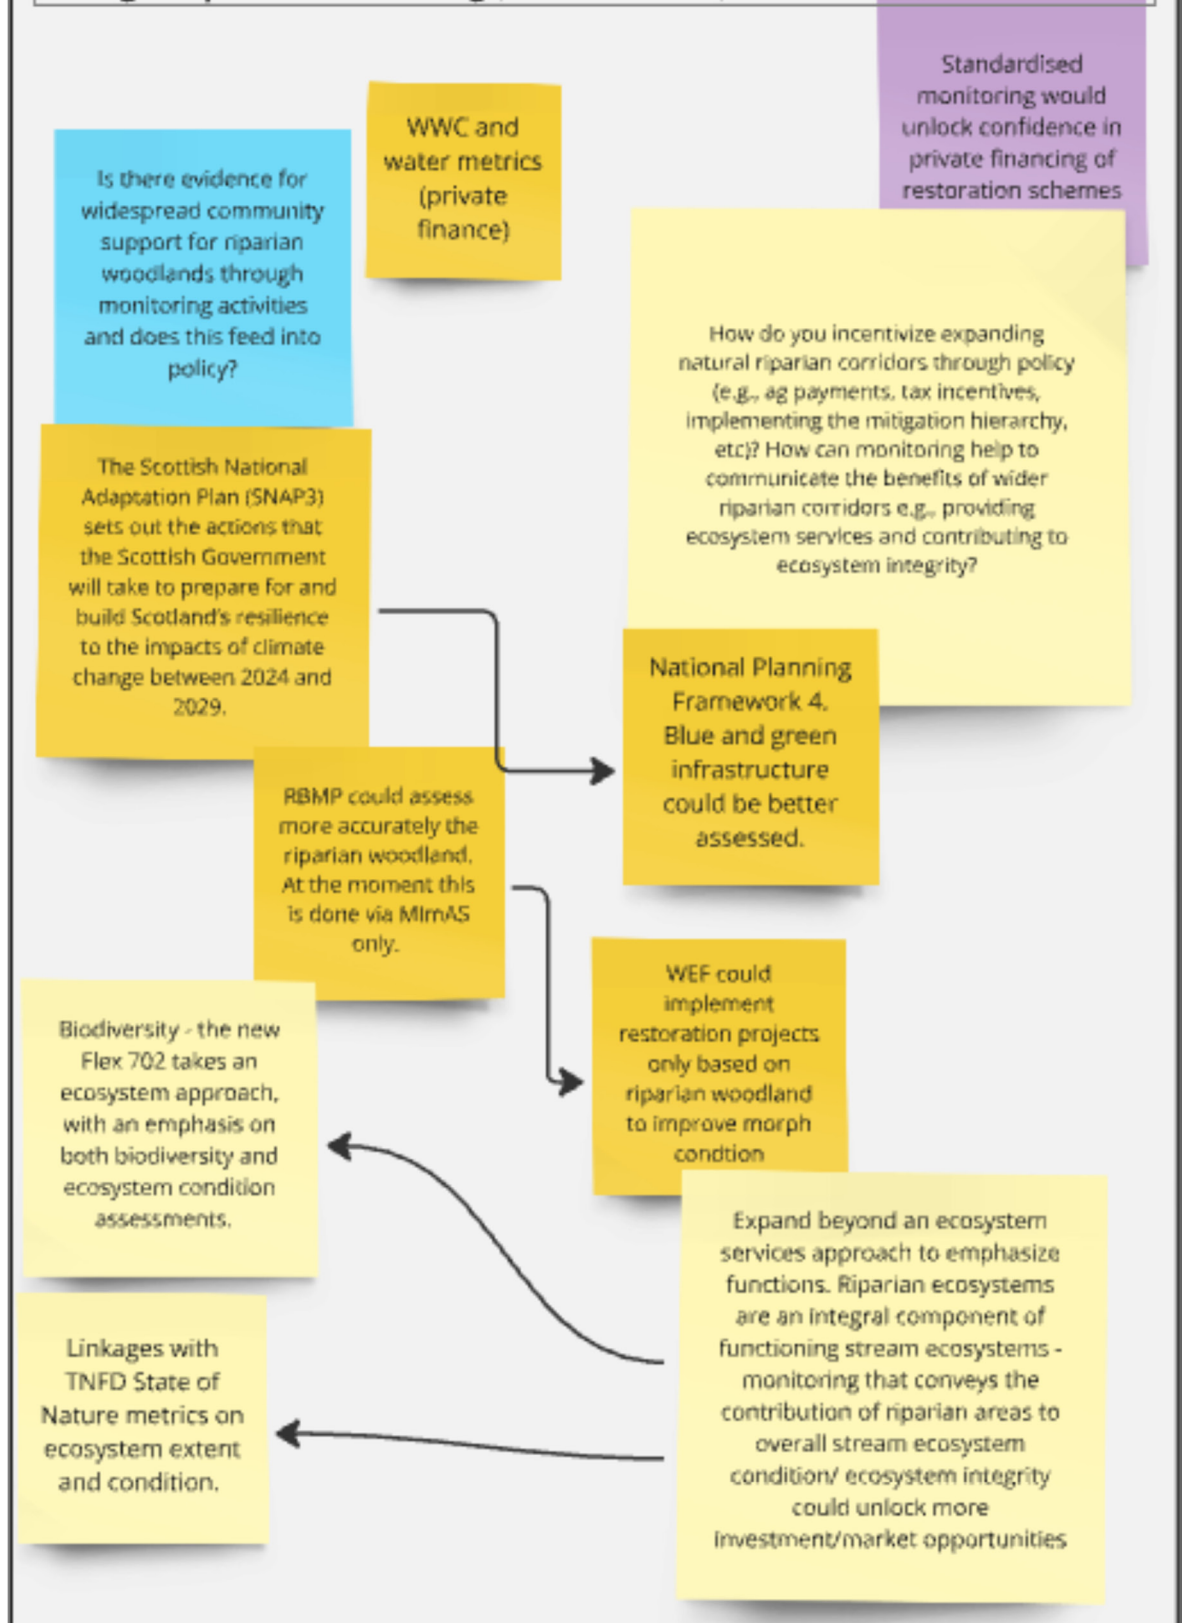 Standardised
monitoring would
unlock confidence in
private financing of
restoration schemes
WWC and
water metrics
(private
finance)
Is there evidence for
widespread community
support for riparian
woodlands through
monitoring activities
and does this feed into
policy?
How do you incentivize expanding
natural riparian corridors through policy
(e.g., ag payments, tax incentives,
implementing the mitigation hierarchy,
etc)? How can monitoring help to
communicate the benefits of wider
riparian corridors e.g., providing
ecosystem services and contributing to
ecosystem integrity?
The Scottish National
Adaptation Plan (SNAP3)
sets out the actions that
the Scottish Government
will take to prepare for and
build Scotland's resilience
to the impacts of climate
change between 2024 and
2029.
National Planning
Framework 4.
Blue and green
infrastructure
could be better
assessed.
RBMP could assess
more accurately the
riparian woodland.
At the moment this
is done via MImAS
only.
WEF could
implement
restoration projects
only based on
riparian woodland
to improve morph
condtion
Biodiversity - the new
Flex 702 takes an
ecosystem approach,
with an emphasis on
both biodiversity and
ecosystem condition
assessments.
Expand beyond an ecosystem
services approach to emphasize
functions. Riparian ecosystems
are an integral component of
functioning stream ecosystems -
monitoring that conveys the
contribution of riparian areas to
overall stream ecosystem
condition/ ecosystem integrity
could unlock more
investment/market opportunities
Linkages with
TNFD State of
Nature metrics on
ecosystem extent
and condition.